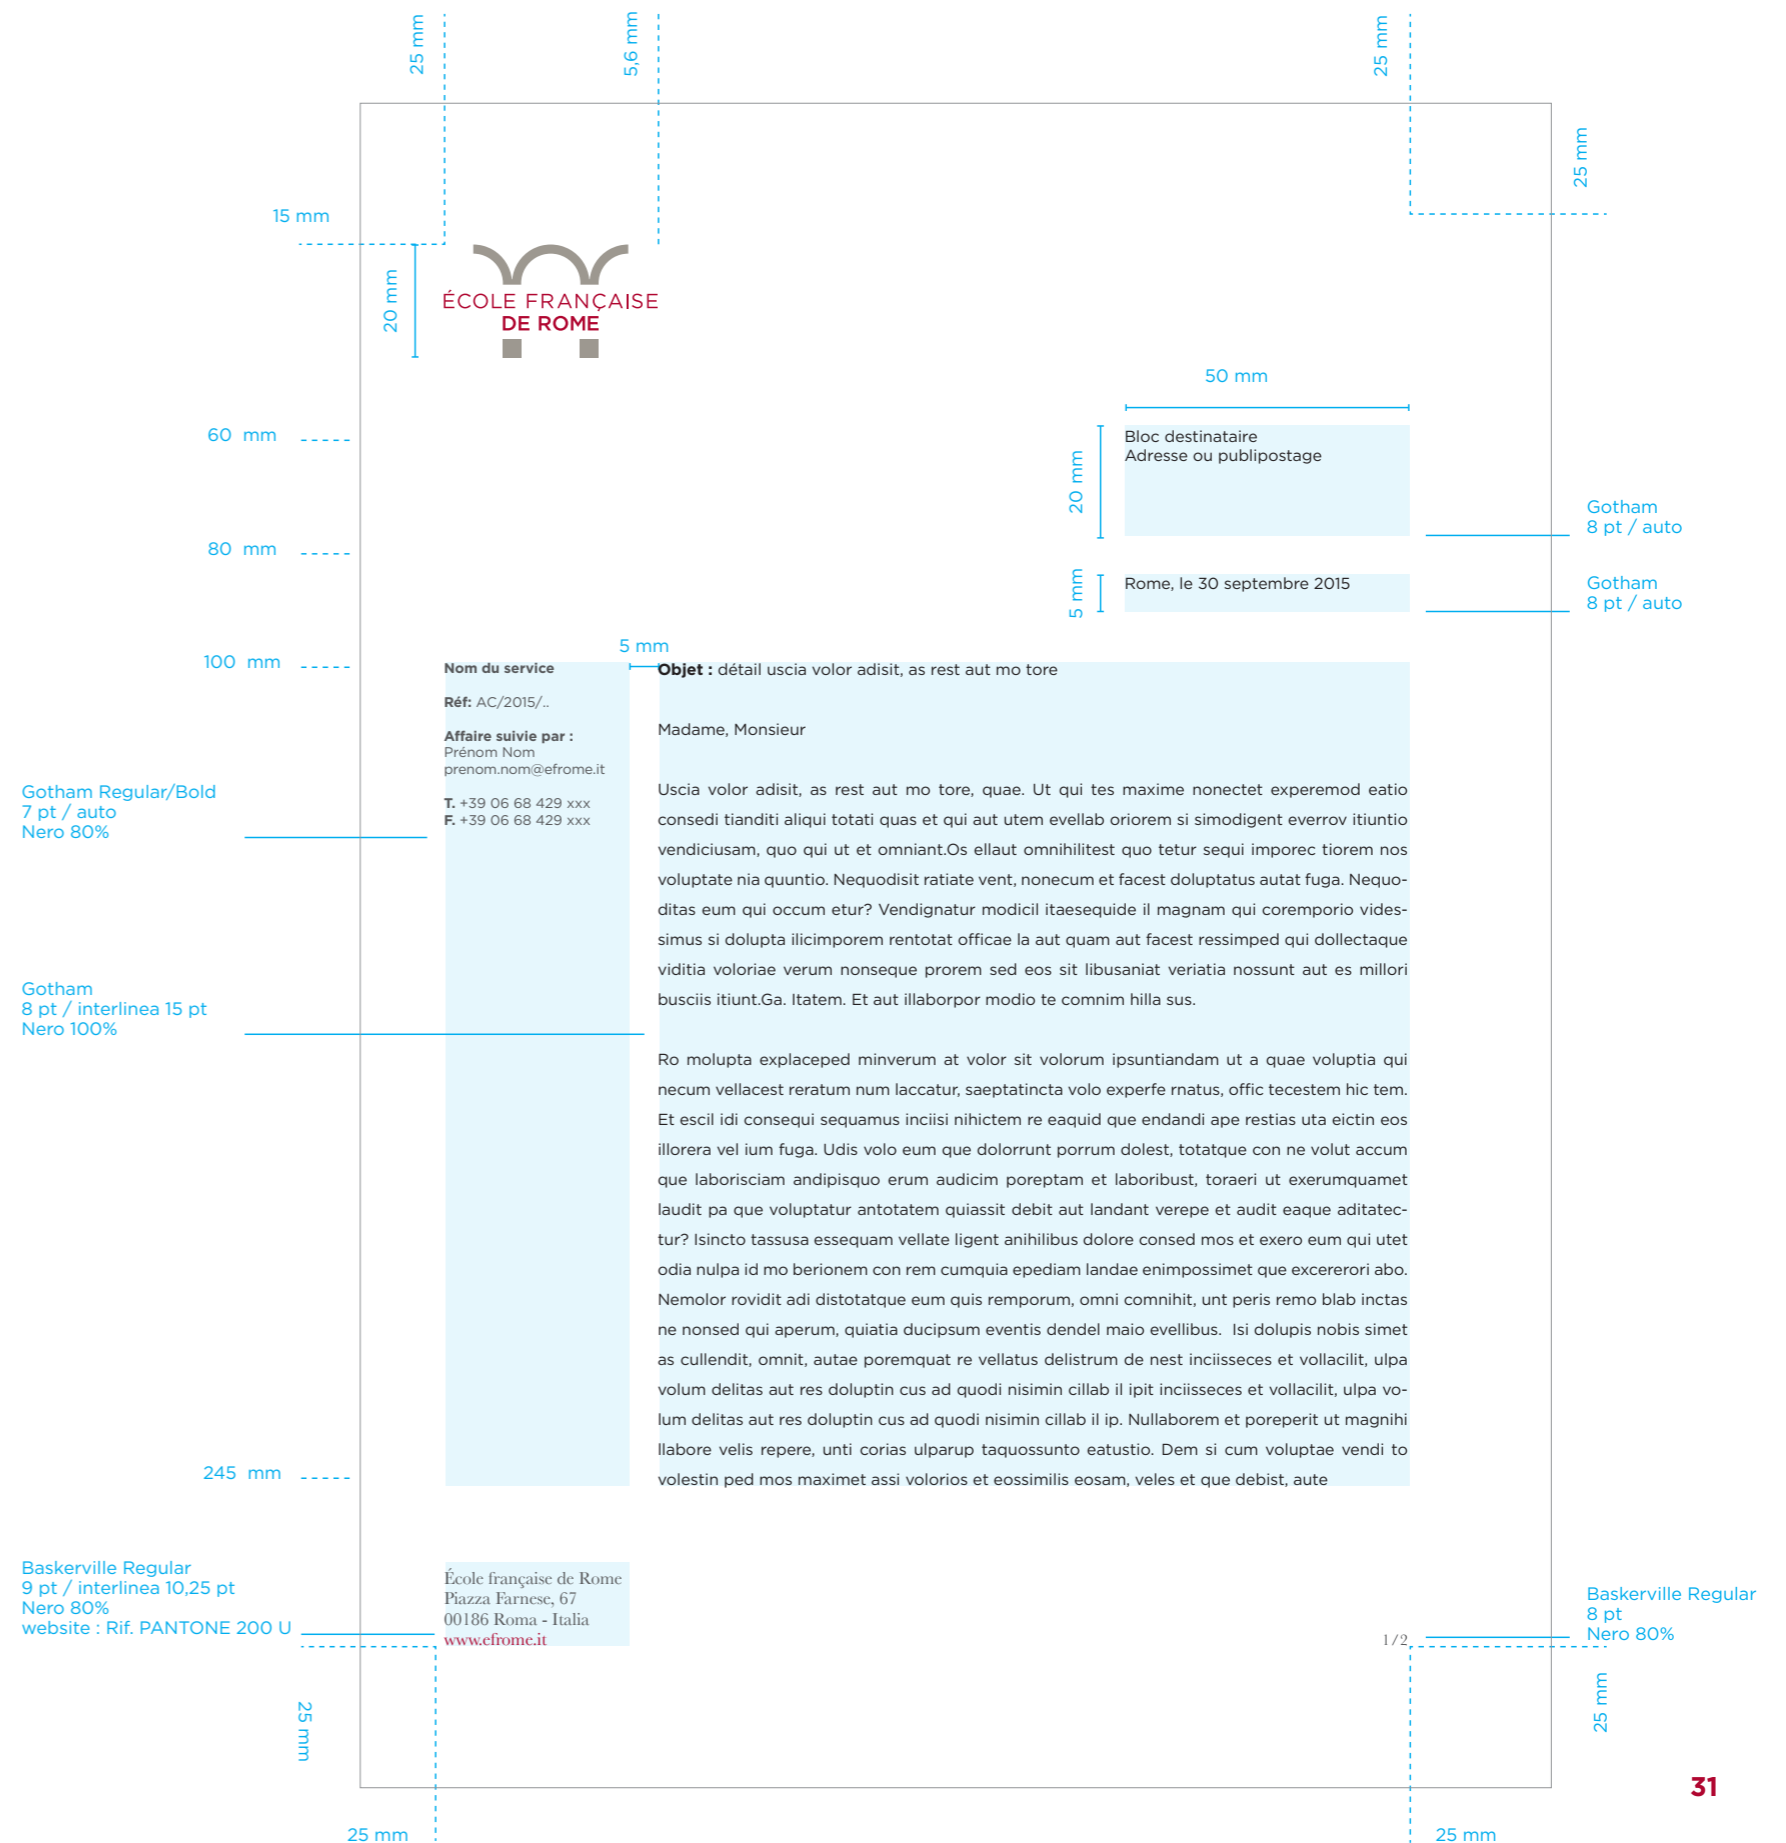 25 mm
5,6 mm
25 mm
25 mm
15 mm
20 mm
ÉCOLE FRANÇAISE
DE ROME
50 mm
60 mm
20 mm
Bloc destinataire
Adresse ou publipostage
Gotham
8 pt / auto
80 mm
5 mm
Rome, le 30 septembre 2015
Gotham
8 pt / auto
100 mm
5 mm
Nom du service
Réf: AC/2015/..
Affaire suivie par :
Prénom Nom
prenom.nom@efrome.it
T. +39 06 68 429 xxx
F. +39 06 68 429 xxx
Gotham Regular/Bold
7 pt / auto
Nero 80%
Gotham
8 pt / interlinea 15 pt
Nero 100%
Objet : détail uscia volor adisit, as rest aut mo tore
Madame, Monsieur
Uscia volor adisit, as rest aut mo tore, quae. Ut qui tes maxime nonectet experemod eatio
consedi tianditi aliqui totati quas et qui aut utem evellab oriorem si simodigent everrov itiuntio
vendiciusam, quo qui ut et omniant.Os ellaut omnihilitest quo tetur sequi imporec tiorem nos
voluptate nia quuntio. Nequodisit ratiate vent, nonecum et facest doluptatus autat fuga. Nequo-
ditas eum qui occum etur? Vendignatur modicil itaesequide il magnam qui coremporio vides-
simus si dolupta ilicimporem rentotat officae la aut quam aut facest ressimped qui dollectaque
viditia voloriae verum nonseque prorem sed eos sit libusaniat veriatia nossunt aut es millori
busciis itiunt.Ga. Itatem. Et aut illaborpor modio te comnim hilla sus.
Ro molupta explaceped minverum at volor sit volorum ipsuntiandam ut a quae voluptia qui
necum vellacest reratum num laccatur, saeptatincta volo experfe rnatus, offic tecestem hic tem.
Et escil idi consequi sequamus inciisi nihictem re eaquid que endandi ape restias uta eictin eos
illorera vel ium fuga. Udis volo eum que dolorrunt porrum dolest, totatque con ne volut accum
que laborisciam andipisquo erum audicim poreptam et laboribust, toraeri ut exerumquamet
laudit pa que voluptatur antotatem quiassit debit aut landant verepe et audit eaque aditatec-
tur? Isincto tassusa essequam vellate ligent anihilibus dolore consed mos et exero eum qui utet
odia nulpa id mo berionem con rem cumquia epediam landae enimpossimet que excererori abo.
Nemolor rovidit adi distotatque eum quis remporum, omni comnihit, unt peris remo blab inctas
ne nonsed qui aperum, quiatia ducipsum eventis dendel maio evellibus. Isi dolupis nobis simet
as cullendit, omnit, autae poremquat re vellatus delistrum de nest inciisseces et vollacilit, ulpa
volum delitas aut res doluptin cus ad quodi nisimin cillab il ipit inciisseces et vollacilit, ulpa vo-
lum delitas aut res doluptin cus ad quodi nisimin cillab il ip. Nullaborem et poreperit ut magnihi
llabore velis repere, unti corias ulparup taquossunto eatustio. Dem si cum voluptae vendi to
volestin ped mos maximet assi volorios et eossimilis eosam, veles et que debist, aute
245 mm
Baskerville Regular
9 pt / interlinea 10,25 pt
Nero 80%
website : Rif. PANTONE 200 U
École française de Rome
Piazza Farnese, 67
00186 Roma - Italia
www.efrome.it
1/2
Baskerville Regular
8 pt
Nero 80%
25 mm
25 mm
31
25 mm
25 mm